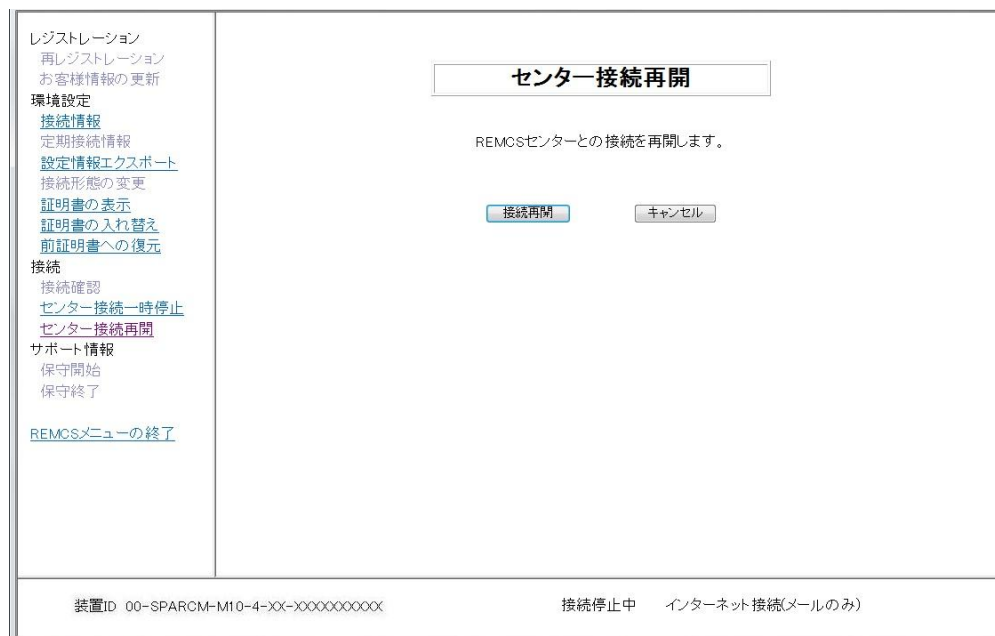 レジストレーション
再レジストレーション
お客様情報の更新
環境設定
接続情報
定期接続情報
設定情報エクスポート
接続形態の変更
証明書の表示
証明書の入れ替え
前証明書への復元
接続
接続確認
センター接続一時停止
センター接続再開
サポート情報
保守開始
保守終了
REMCSメニューの終了
センター接続再開
REMCSセンターとの接続を再開します。
接続再開 キャンセル
装置ID 00-SPARCM-M10-4-XX-XXXXXXXXXX 接続停止中 インターネット接続(メールのみ)